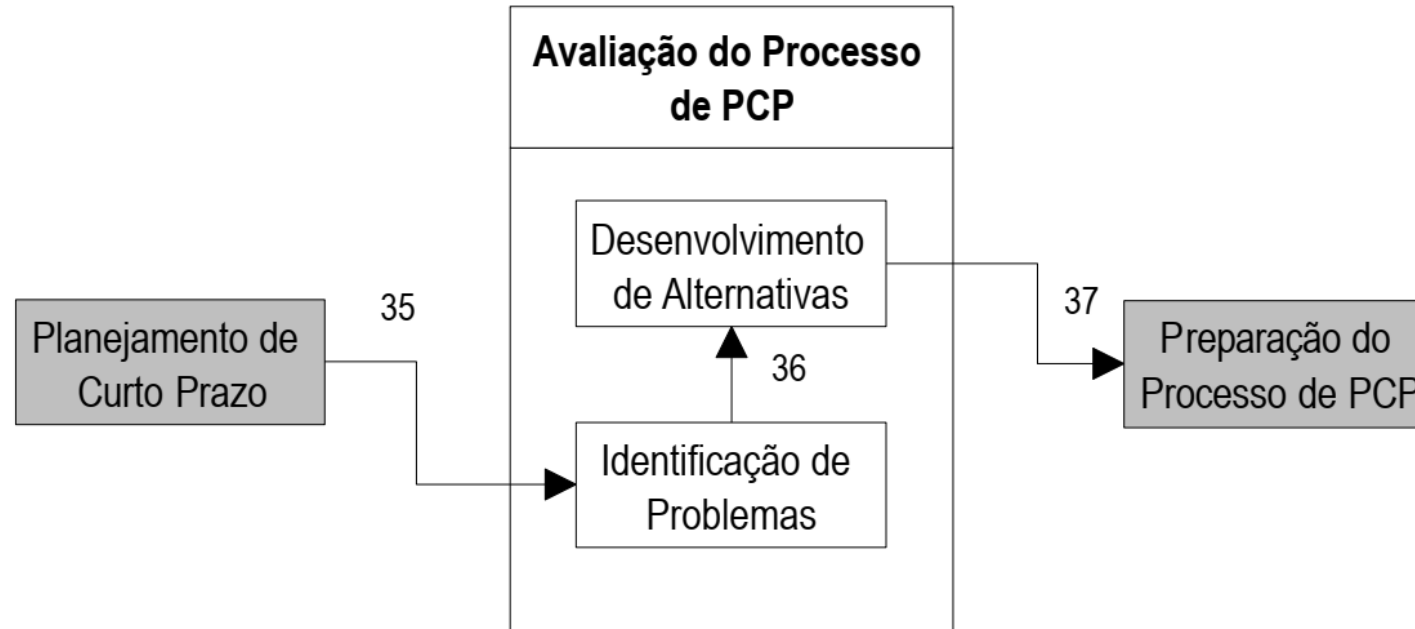 Avaliação do Processo
de PCP
Desenvolvimento
de Alternativas
35
37
Planejamento de
Curto Prazo
Preparação do
Processo de PCP
36
Identificação de
Problemas